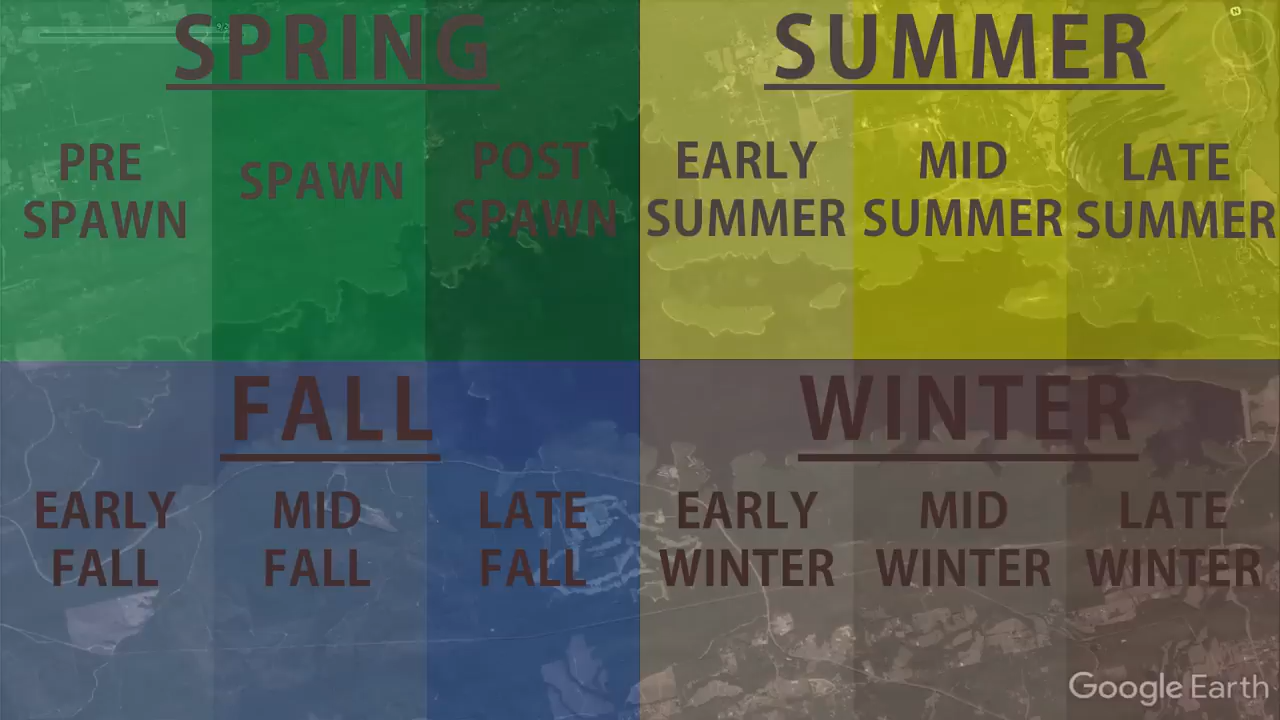 SPRING
PRE
SPAWN
SPAWN
POST
SPAWN
SUMMER
EARLY
SUMMER
MID
SUMMER
LATE
SUMMER
FALL
EARLY
FALL
MID
FALL
LATE
FALL
WINTER
EARLY
WINTER
MID
WINTER
LATE
WINTER
N
Google Earth